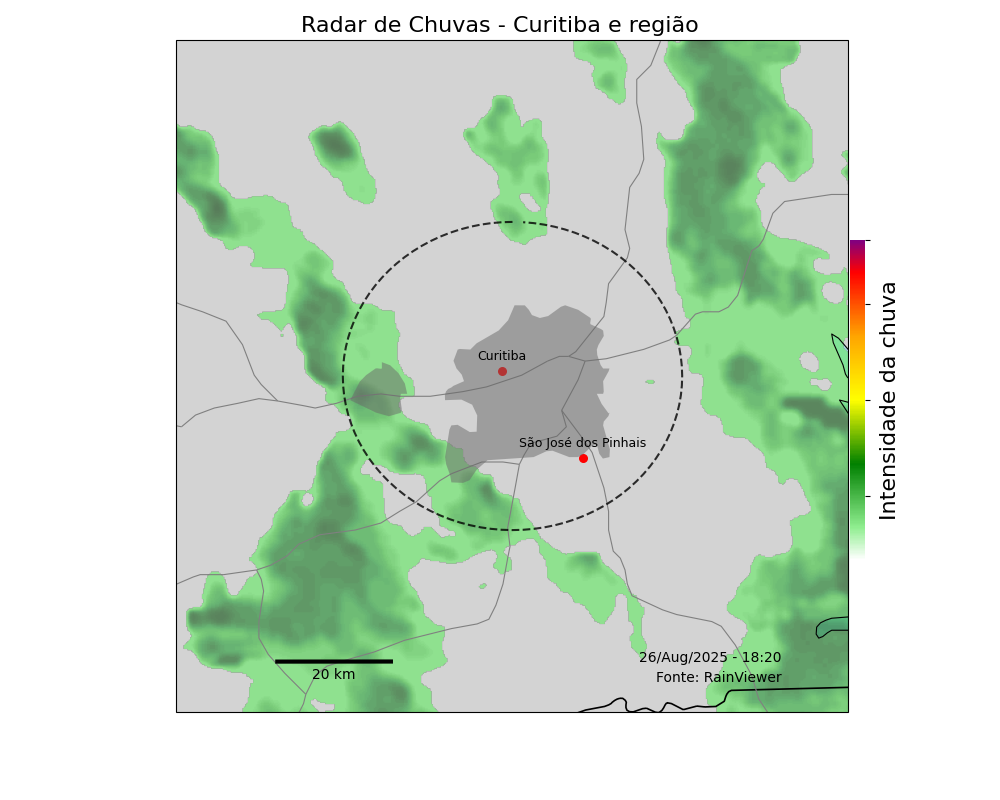 Radar de Chuvas - Curitiba e região
Curitiba
São José dos Pinhais
Intensidade da chuva
26/Aug/2025 - 18:20
Fonte: RainViewer
20 km